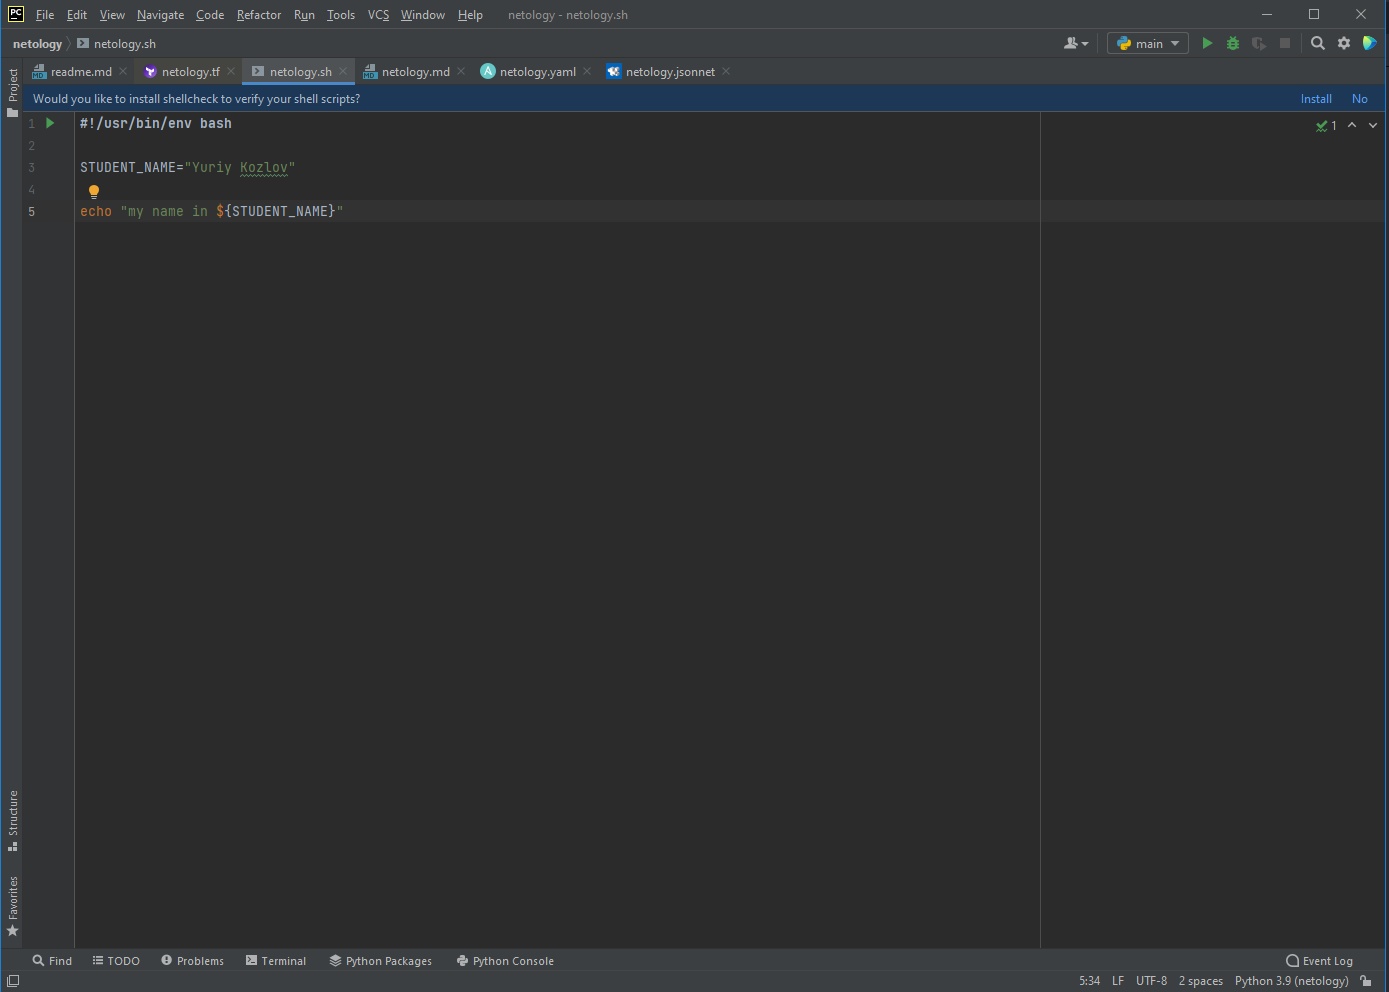 PC File Edit View Navigate Code Refactor Run Tools VCS Window Help netology - netology.sh
netology netology.sh main
readme.md netology.tf netology.sh netology.md netology.yaml netology.jsonnet
Would you like to install shellcheck to verify your shell scripts? Install No
1 #!/usr/bin/env bash 1
2
3 STUDENT_NAME="Yuriy Kozlov"
4
5 echo "my name in ${STUDENT_NAME}"
Project
Structure
Favorites
Find TODO Problems Terminal Python Packages Python Console Event Log
5:34 LF UTF-8 2 spaces Python 3.9 (netology)